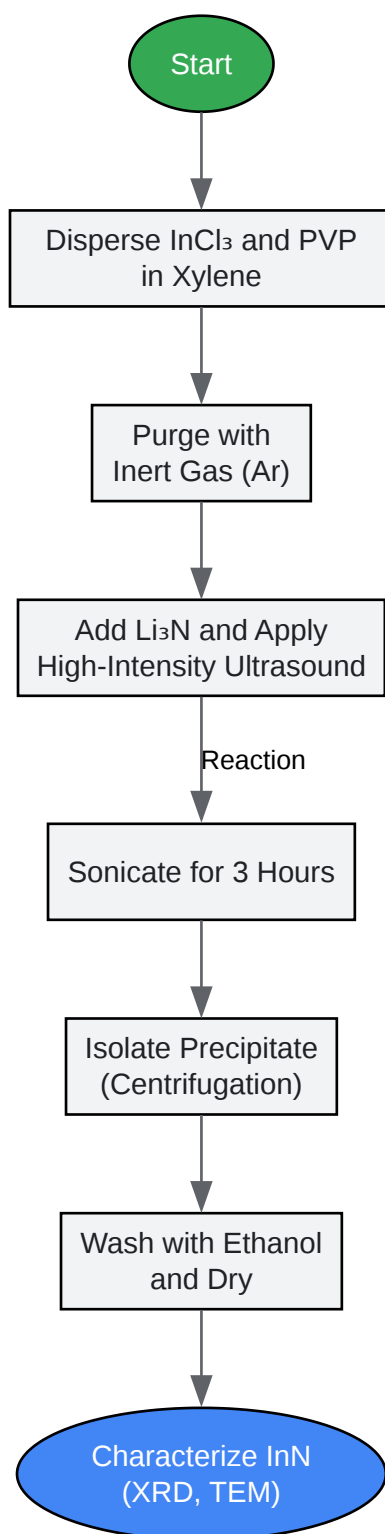 Start
Disperse InCl₃ and PVP
in Xylene
Purge with
Inert Gas (Ar)
Add Li₃N and Apply
High-Intensity Ultrasound
Reaction
Sonicate for 3 Hours
Isolate Precipitate
(Centrifugation)
Wash with Ethanol
and Dry
Characterize InN
(XRD, TEM)